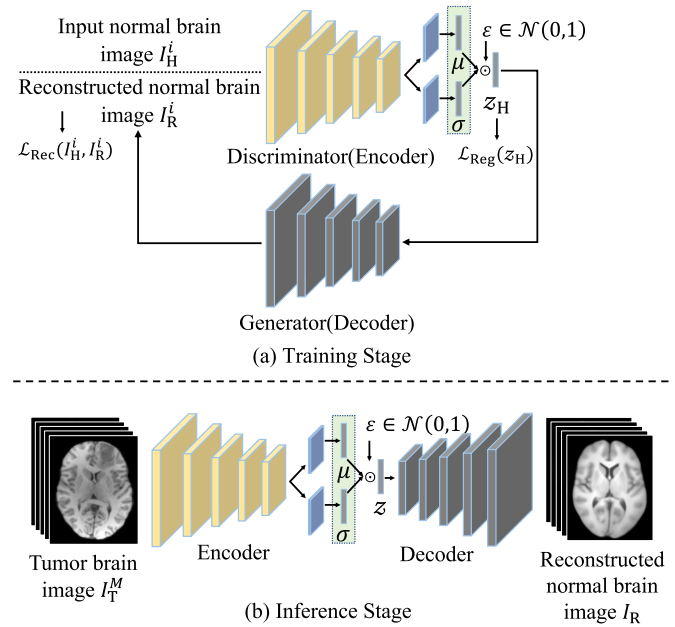 Input normal brain
image I_H^i
Reconstructed normal brain
image I_R^i
ℒ_Rec(I_H^i, I_R^i)
ε ∈ 𝒩(0,1)
μ
σ
z_H
ℒ_Reg(z_H)
Discriminator(Encoder)
Generator(Decoder)
(a) Training Stage
ε ∈ 𝒩(0,1)
μ
σ
z
Encoder
Decoder
Tumor brain
image I_T^M
Reconstructed
normal brain
image I_R
(b) Inference Stage